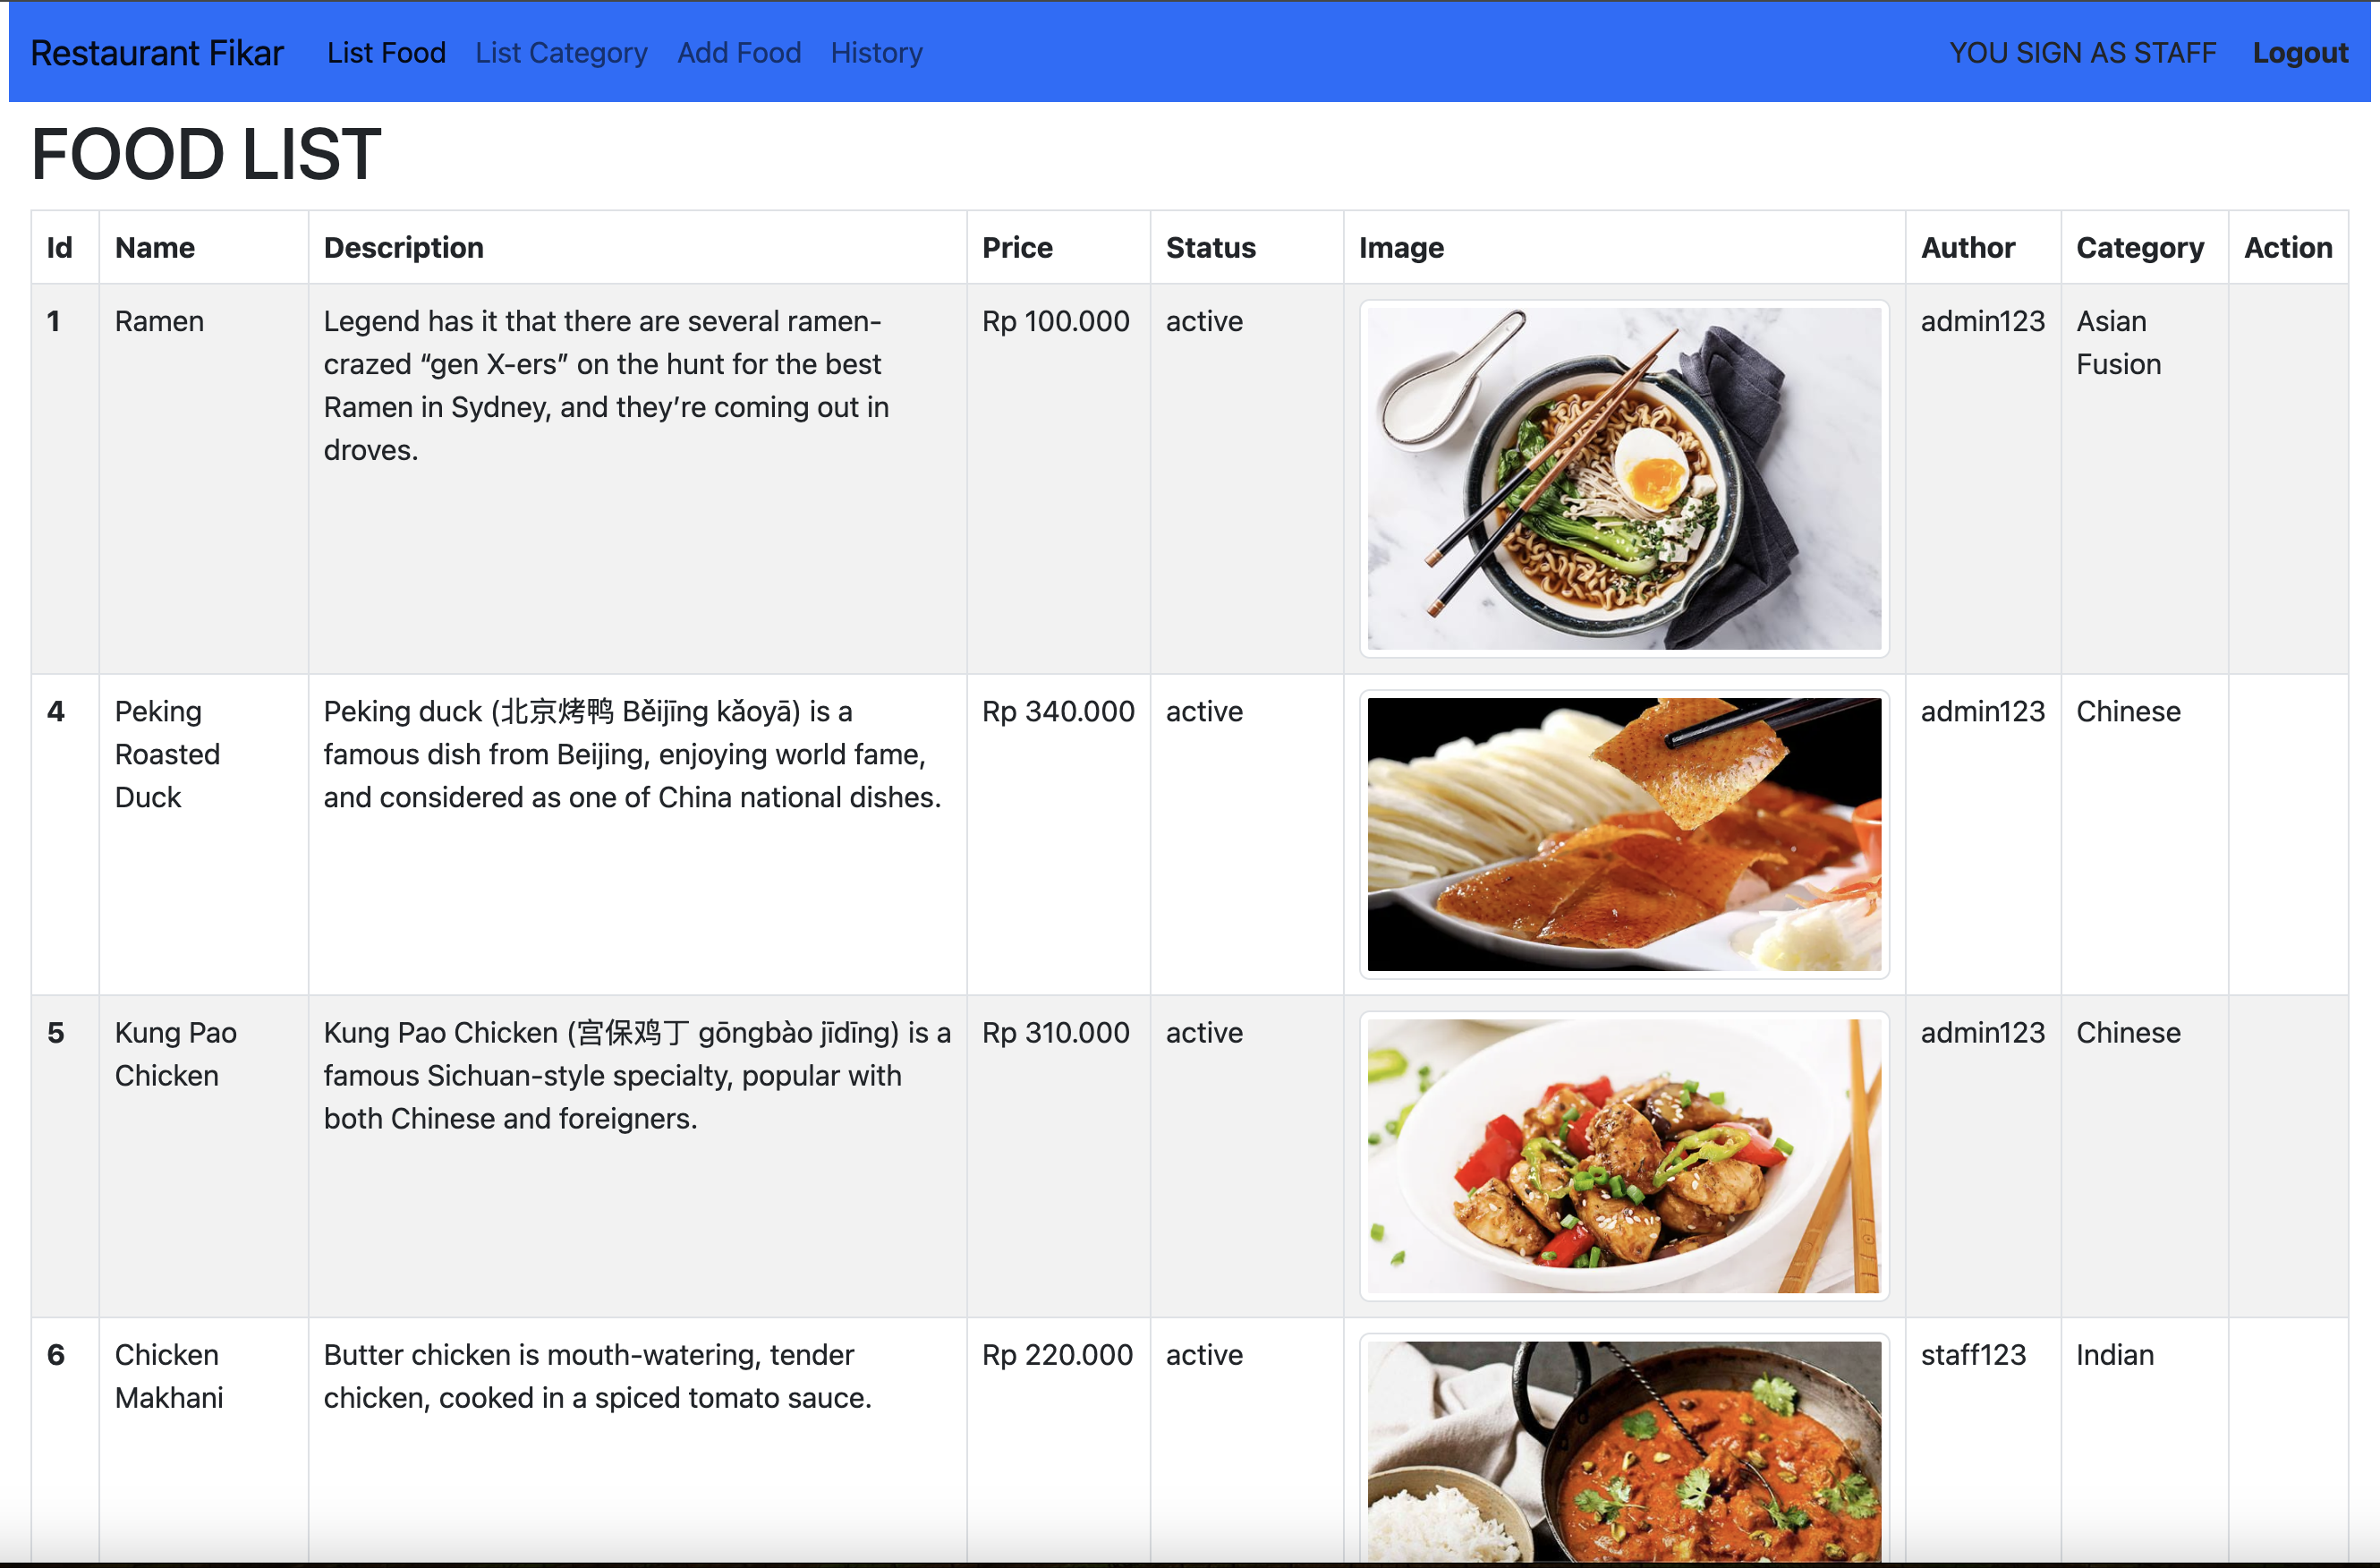 Restaurant Fikar List Food List Category Add Food History YOU SIGN AS STAFF Logout
FOOD LIST
Id Name Description Price Status Image Author Category Action
1 Ramen Legend has it that there are several ramen- Rp 100.000 active admin123 Asian
crazed “gen X-ers” on the hunt for the best Fusion
Ramen in Sydney, and they’re coming out in
droves.
4 Peking Peking duck (北京烤鸭 Běijīng kǎoyā) is a Rp 340.000 active admin123 Chinese
Roasted famous dish from Beijing, enjoying world fame,
Duck and considered as one of China national dishes.
5 Kung Pao Kung Pao Chicken (宫保鸡丁 gōngbào jīdīng) is a Rp 310.000 active admin123 Chinese
Chicken famous Sichuan-style specialty, popular with
both Chinese and foreigners.
6 Chicken Butter chicken is mouth-watering, tender Rp 220.000 active staff123 Indian
Makhani chicken, cooked in a spiced tomato sauce.